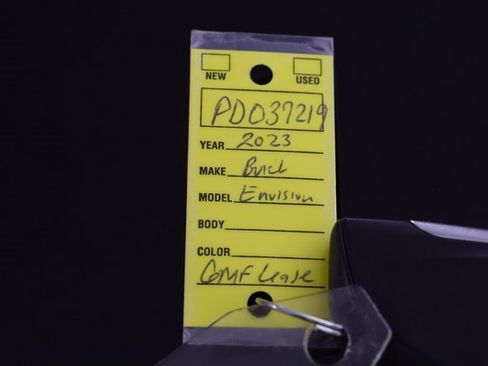 NEW USED
PD037219
YEAR 2023
MAKE Buick
MODEL Envision
BODY
COLOR
GMF Lease